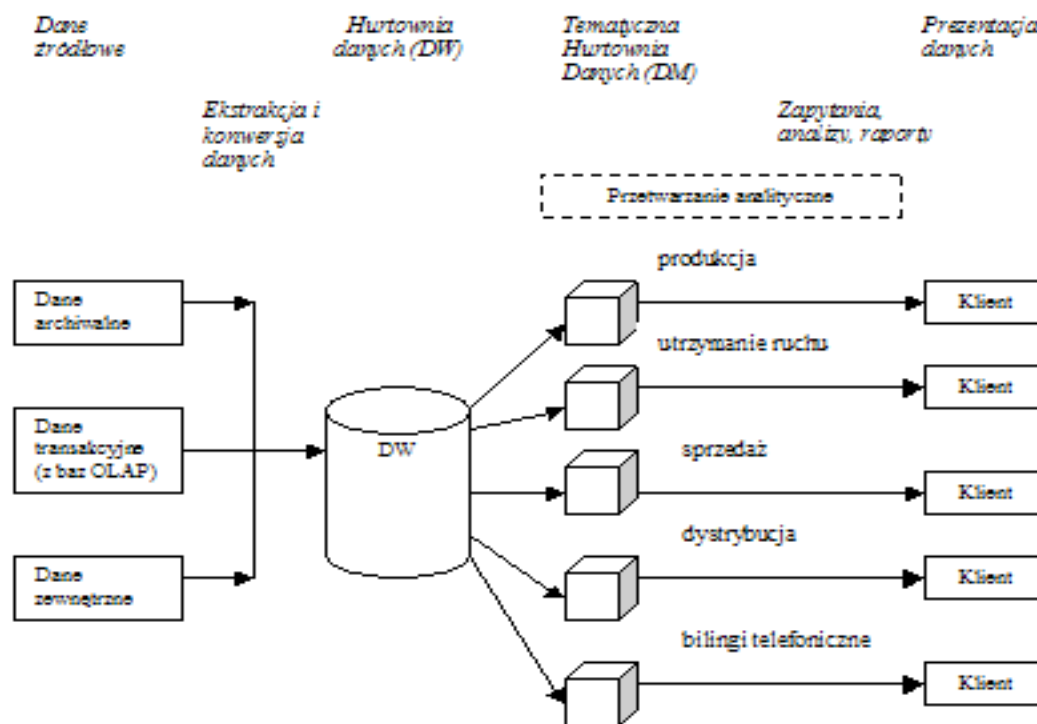 Dane
źródłowe
Hurtownia
danych (DW)
Tematyczna
Hurtownia
Danych (DM)
Prezentacja
danych
Ekstrakcja i
konwersja
danych
Zapytania,
analizy, raporty
Przetwarzanie analityczne
produkcja
Dane
archiwalne
Klient
utrzymanie ruchu
Klient
Dane
transakcyjne
(z baz OLAP)
DW
sprzedaż
Klient
dystrybucja
Dane
zewnętrzne
Klient
bilingi telefoniczne
Klient